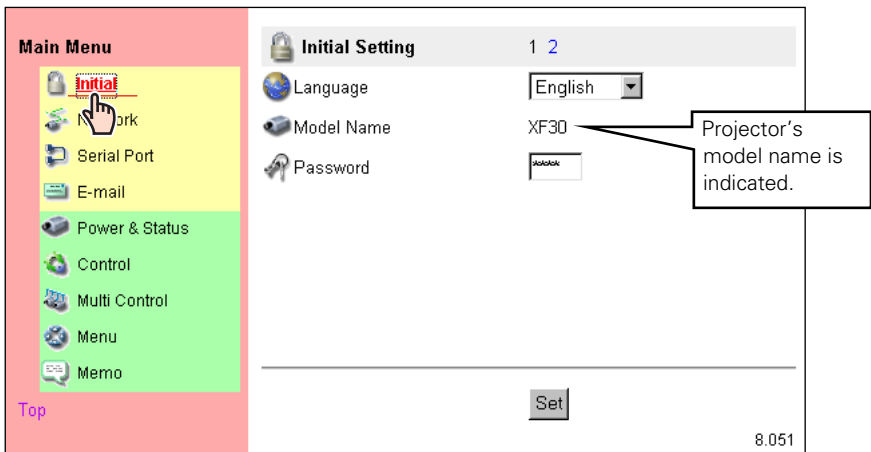 Main Menu
Initial
Network
Serial Port
E-mail
Power & Status
Control
Multi Control
Menu
Memo
Top
Initial Setting 1 2
Language English
Model Name XF30
Password ****
Projector's
model name is
indicated.
Set
8.051